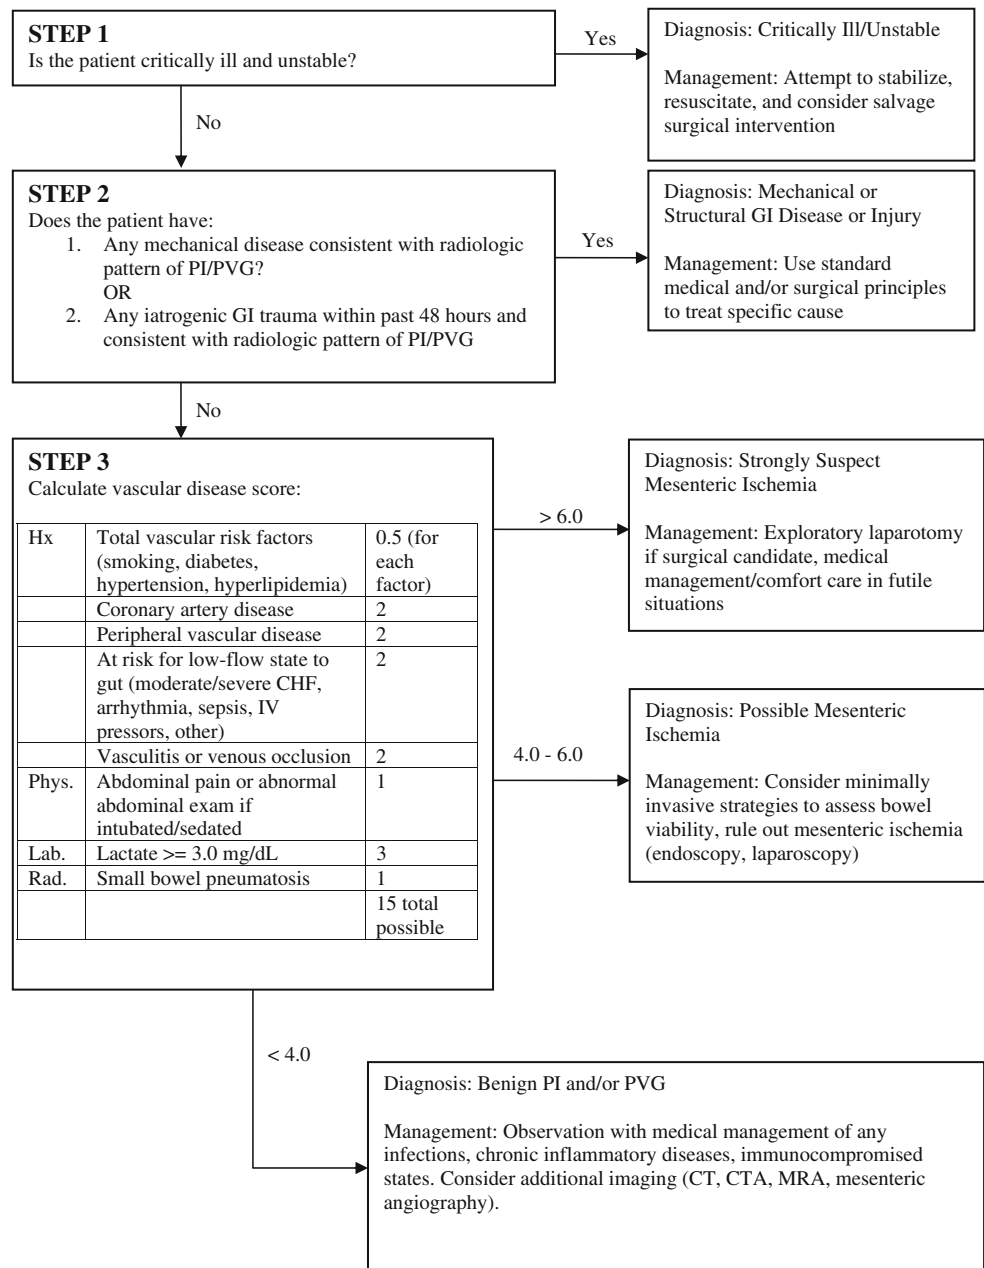 STEP 1
Is the patient critically ill and unstable?
Yes
Diagnosis: Critically Ill/Unstable
Management: Attempt to stabilize,
resuscitate, and consider salvage
surgical intervention
No
STEP 2
Does the patient have:
1. Any mechanical disease consistent with radiologic
pattern of PI/PVG?
OR
2. Any iatrogenic GI trauma within past 48 hours and
consistent with radiologic pattern of PI/PVG
Yes
Diagnosis: Mechanical or
Structural GI Disease or Injury
Management: Use standard
medical and/or surgical principles
to treat specific cause
No
STEP 3
Calculate vascular disease score:
Hx Total vascular risk factors 0.5 (for
(smoking, diabetes, each
hypertension, hyperlipidemia) factor)
Coronary artery disease 2
Peripheral vascular disease 2
At risk for low-flow state to 2
gut (moderate/severe CHF,
arrhythmia, sepsis, IV
pressors, other)
Vasculitis or venous occlusion 2
Phys. Abdominal pain or abnormal 1
abdominal exam if
intubated/sedated
Lab. Lactate >= 3.0 mg/dL 3
Rad. Small bowel pneumatosis 1
15 total
possible
> 6.0
Diagnosis: Strongly Suspect
Mesenteric Ischemia
Management: Exploratory laparotomy
if surgical candidate, medical
management/comfort care in futile
situations
4.0 - 6.0
Diagnosis: Possible Mesenteric
Ischemia
Management: Consider minimally
invasive strategies to assess bowel
viability, rule out mesenteric ischemia
(endoscopy, laparoscopy)
< 4.0
Diagnosis: Benign PI and/or PVG
Management: Observation with medical management of any
infections, chronic inflammatory diseases, immunocompromised
states. Consider additional imaging (CT, CTA, MRA, mesenteric
angiography).